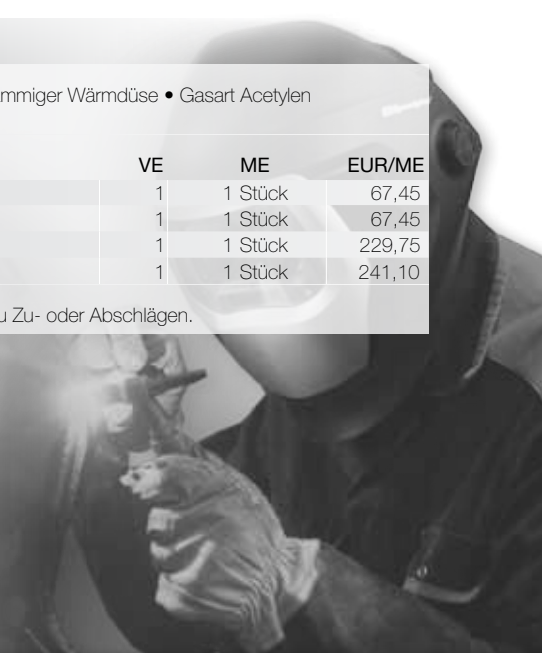 mmiger Wärmdüse • Gasart Acetylen
VE ME EUR/ME
1 1 Stück 67,45
1 1 Stück 67,45
1 1 Stück 229,75
1 1 Stück 241,10
u Zu- oder Abschlägen.